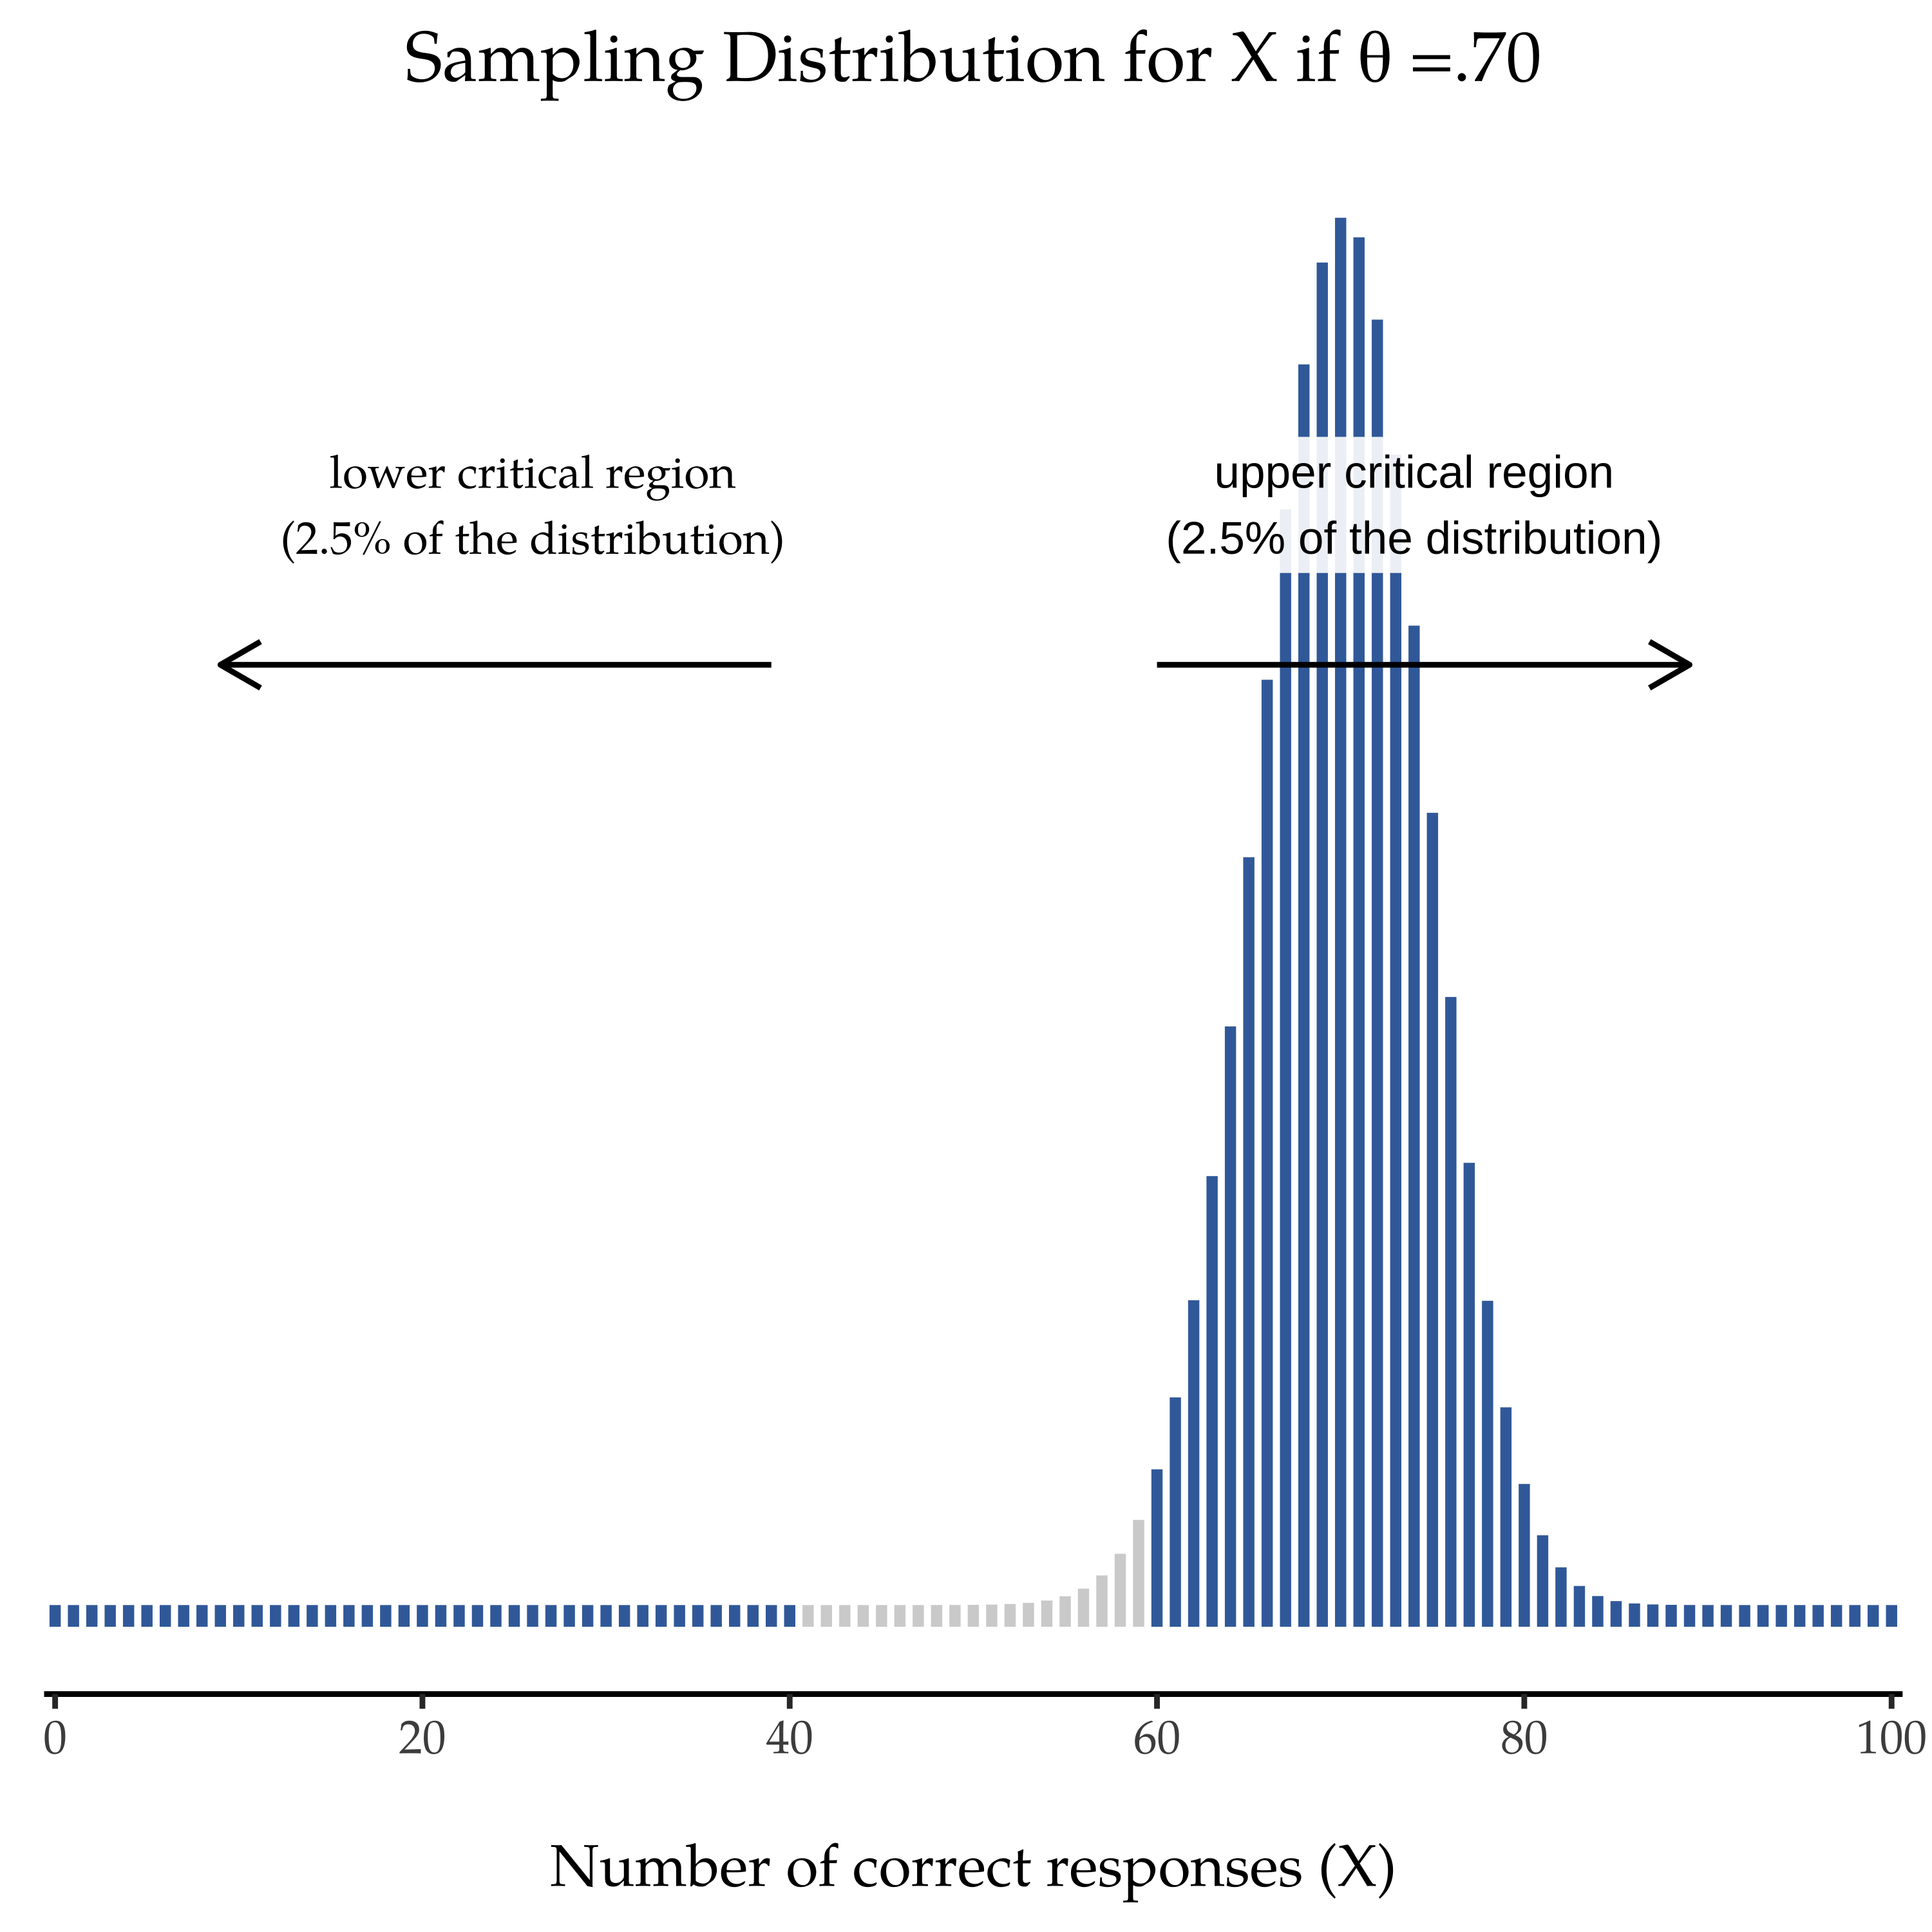 Sampling Distribution for X if θ =.70
lower critical region
(2.5% of the distribution)
upper critical region
(2.5% of the distribution)
0 20 40 60 80 100
Number of correct responses (X)